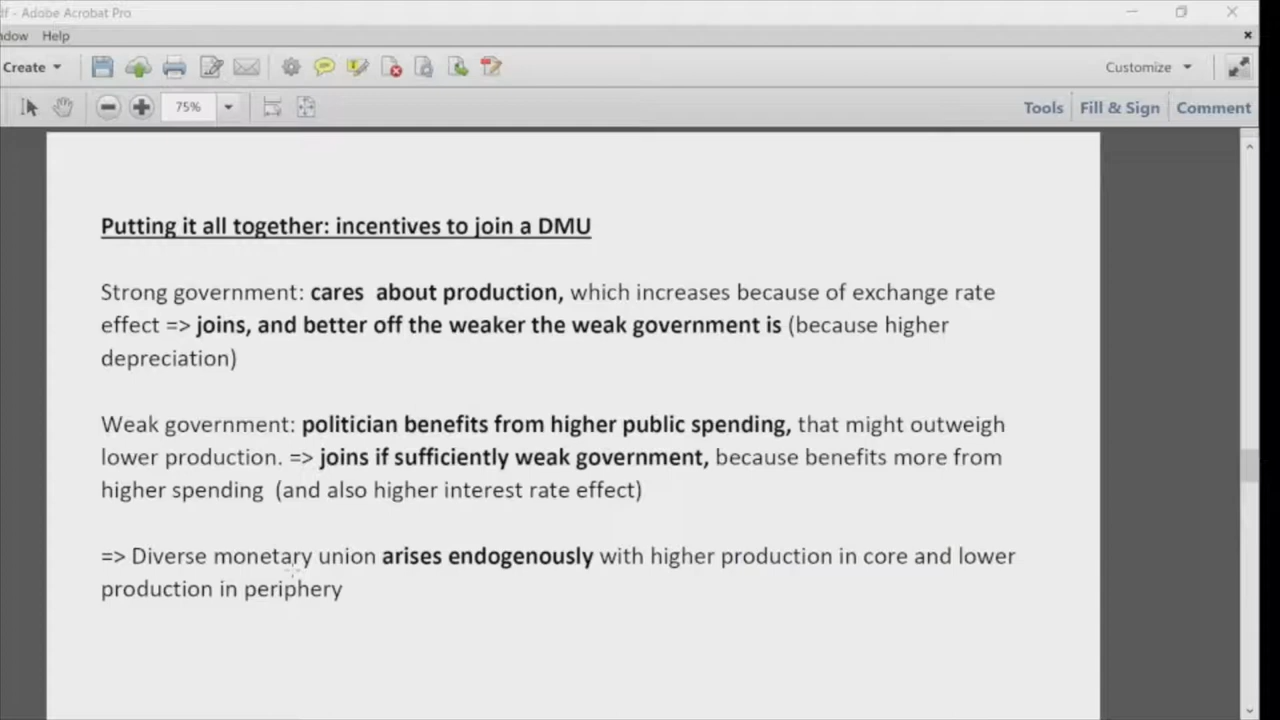 df - Adobe Acrobat Pro
ndow Help
Create Customize
75% Tools Fill & Sign Comment
Putting it all together: incentives to join a DMU
Strong government: cares about production, which increases because of exchange rate
effect => joins, and better off the weaker the weak government is (because higher
depreciation)
Weak government: politician benefits from higher public spending, that might outweigh
lower production. => joins if sufficiently weak government, because benefits more from
higher spending (and also higher interest rate effect)
=> Diverse monetary union arises endogenously with higher production in core and lower
production in periphery